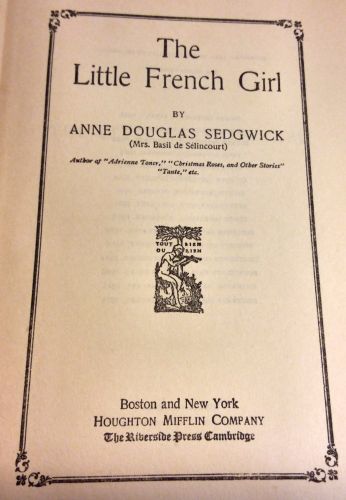 The
Little French Girl
BY
ANNE DOUGLAS SEDGWICK
(Mrs. Basil de Sélincourt)
Author of "Adrienne Toner," "Christmas Roses, and Other Stories"
"Tante," etc.
TOUT BIEN
OU RIEN
Boston and New York
HOUGHTON MIFFLIN COMPANY
The Riverside Press Cambridge